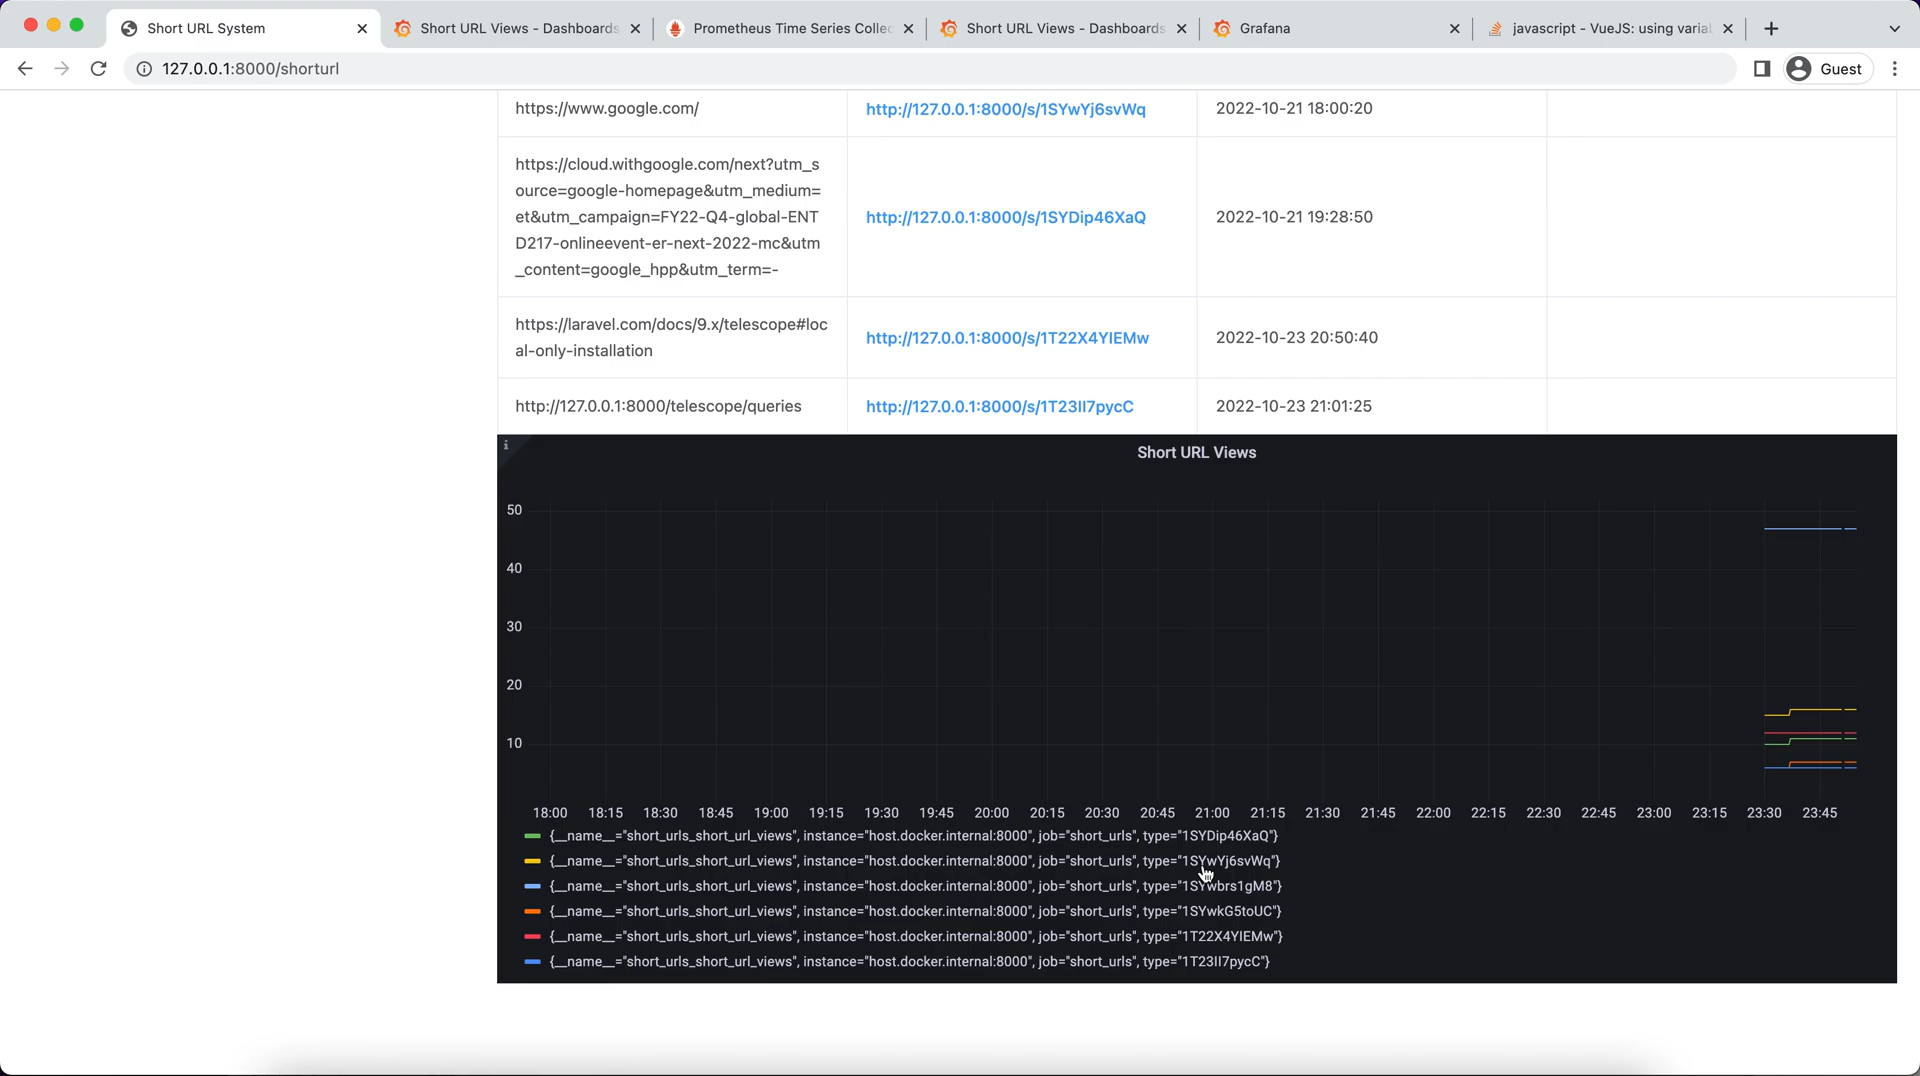 Short URL System
Short URL Views - Dashboards
Prometheus Time Series Collec
Short URL Views - Dashboards
Grafana
javascript - VueJS: using varia
127.0.0.1:8000/shorturl
Guest
https://www.google.com/
http://127.0.0.1:8000/s/1SYwYj6svWq
2022-10-21 18:00:20
https://cloud.withgoogle.com/next?utm_s
ource=google-homepage&utm_medium=
et&utm_campaign=FY22-Q4-global-ENT
D217-onlineevent-er-next-2022-mc&utm
_content=google_hpp&utm_term=-
http://127.0.0.1:8000/s/1SYDip46XaQ
2022-10-21 19:28:50
https://laravel.com/docs/9.x/telescope#loc
al-only-installation
http://127.0.0.1:8000/s/1T22X4YIEMw
2022-10-23 20:50:40
http://127.0.0.1:8000/telescope/queries
http://127.0.0.1:8000/s/1T23II7pycC
2022-10-23 21:01:25
i
Short URL Views
50
40
30
20
10
18:00 18:15 18:30 18:45 19:00 19:15 19:30 19:45 20:00 20:15 20:30 20:45 21:00 21:15 21:30 21:45 22:00 22:15 22:30 22:45 23:00 23:15 23:30 23:45
{__name__="short_urls_short_url_views", instance="host.docker.internal:8000", job="short_urls", type="1SYDip46XaQ"}
{__name__="short_urls_short_url_views", instance="host.docker.internal:8000", job="short_urls", type="1SYwYj6svWq"}
{__name__="short_urls_short_url_views", instance="host.docker.internal:8000", job="short_urls", type="1SYwbrs1gM8"}
{__name__="short_urls_short_url_views", instance="host.docker.internal:8000", job="short_urls", type="1SYwkG5toUC"}
{__name__="short_urls_short_url_views", instance="host.docker.internal:8000", job="short_urls", type="1T22X4YIEMw"}
{__name__="short_urls_short_url_views", instance="host.docker.internal:8000", job="short_urls", type="1T23II7pycC"}